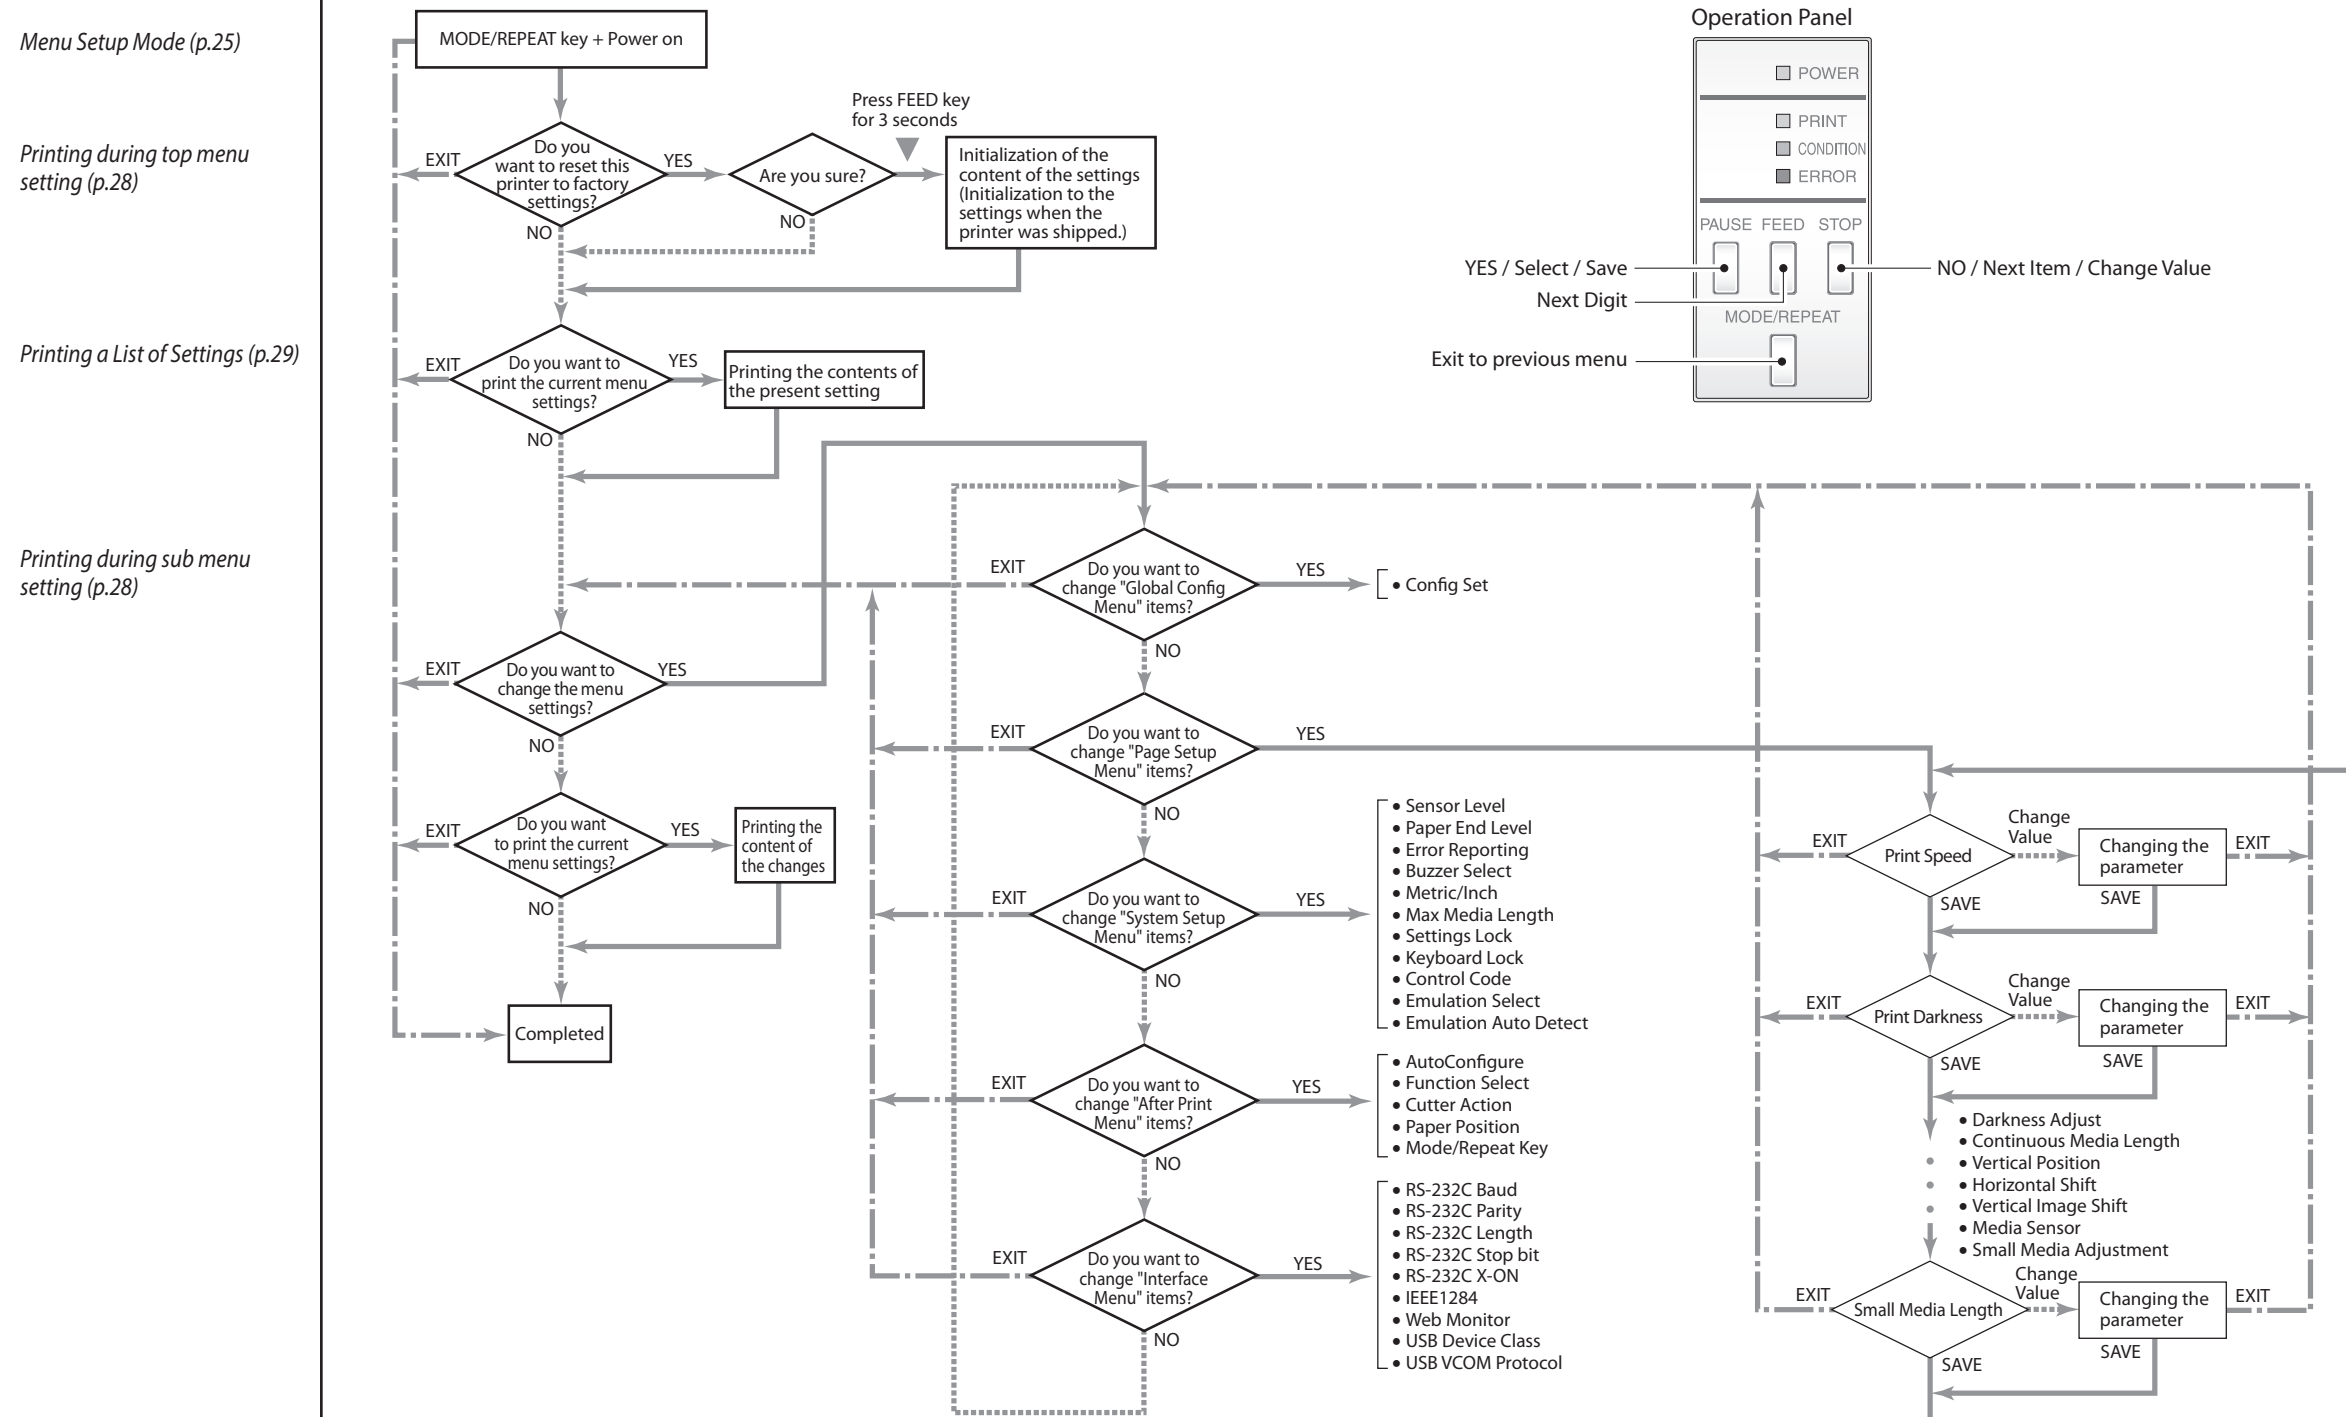 Menu Setup Mode (p.25)
Printing during top menu
setting (p.28)
Printing a List of Settings (p.29)
Printing during sub menu
setting (p.28)
MODE/REPEAT key + Power on
Do you
want to reset this
printer to factory
settings?
EXIT
YES
NO
Are you sure?
NO
Press FEED key
for 3 seconds
Initialization of the
content of the settings
(Initialization to the
settings when the
printer was shipped.)
Do you want to
print the current menu
settings?
EXIT
YES
NO
Printing the contents of
the present setting
Do you want to
change the menu
settings?
EXIT
YES
NO
Do you want
to print the current
menu settings?
EXIT
YES
NO
Printing the
content of
the changes
Completed
Operation Panel
POWER
PRINT
CONDITION
ERROR
PAUSE FEED STOP
YES / Select / Save
NO / Next Item / Change Value
Next Digit
MODE/REPEAT
Exit to previous menu
Do you want to
change "Global Config
Menu" items?
EXIT
YES
NO
• Config Set
Do you want to
change "Page Setup
Menu" items?
EXIT
YES
NO
Do you want to
change "System Setup
Menu" items?
EXIT
YES
NO
• Sensor Level
• Paper End Level
• Error Reporting
• Buzzer Select
• Metric/Inch
• Max Media Length
• Settings Lock
• Keyboard Lock
• Control Code
• Emulation Select
• Emulation Auto Detect
Do you want to
change "After Print
Menu" items?
EXIT
YES
NO
• AutoConfigure
• Function Select
• Cutter Action
• Paper Position
• Mode/Repeat Key
Do you want to
change "Interface
Menu" items?
EXIT
YES
NO
• RS-232C Baud
• RS-232C Parity
• RS-232C Length
• RS-232C Stop bit
• RS-232C X-ON
• IEEE1284
• Web Monitor
• USB Device Class
• USB VCOM Protocol
EXIT
Print Speed
Change
Value
Changing the
parameter
EXIT
SAVE
SAVE
EXIT
Print Darkness
Change
Value
Changing the
parameter
EXIT
SAVE
SAVE
• Darkness Adjust
• Continuous Media Length
• Vertical Position
• Horizontal Shift
• Vertical Image Shift
• Media Sensor
• Small Media Adjustment
EXIT
Small Media Length
Change
Value
Changing the
parameter
EXIT
SAVE
SAVE